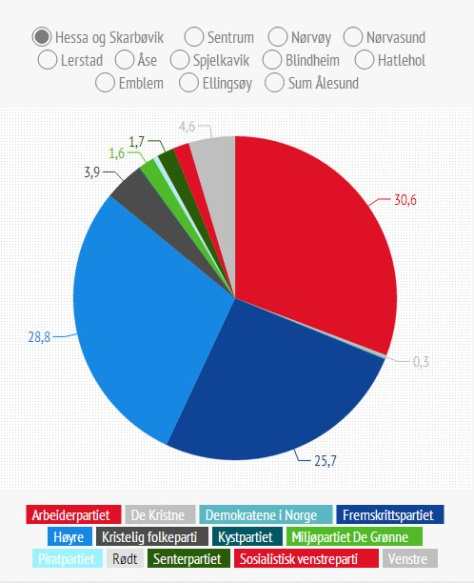 Hessa og Skarbøvik Sentrum Nørvøy Nørvasund
Lerstad Åse Spjelkavik Blindheim Hatlehol
Emblem Ellingsøy Sum Ålesund
4,6
1,7
1,6
3,9
30,6
28,8
0,3
25,7
Arbeiderpartiet De Kristne Demokratene i Norge Fremskrittspartiet
Høyre Kristelig folkeparti Kystpartiet Miljøpartiet De Grønne
Piratpartiet Rødt Senterpartiet Sosialistisk venstreparti Venstre